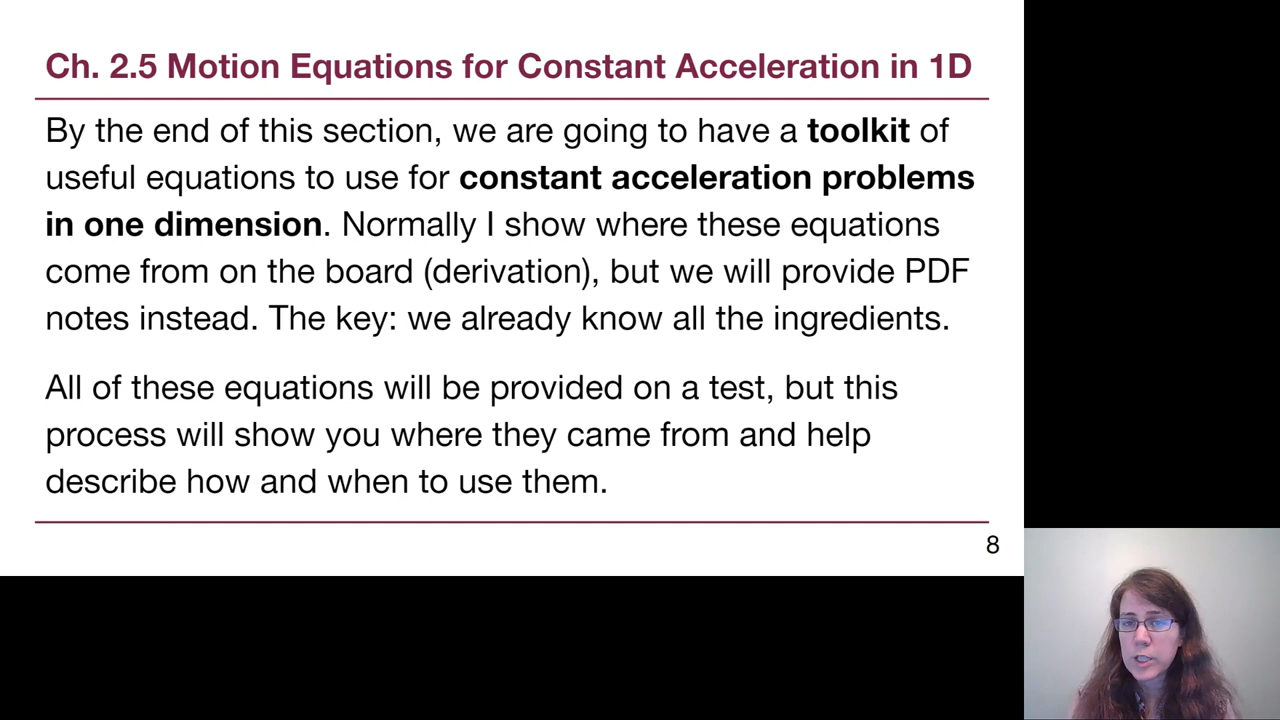 Ch. 2.5 Motion Equations for Constant Acceleration in 1D
By the end of this section, we are going to have a toolkit of
useful equations to use for constant acceleration problems
in one dimension. Normally I show where these equations
come from on the board (derivation), but we will provide PDF
notes instead. The key: we already know all the ingredients.
All of these equations will be provided on a test, but this
process will show you where they came from and help
describe how and when to use them.
8